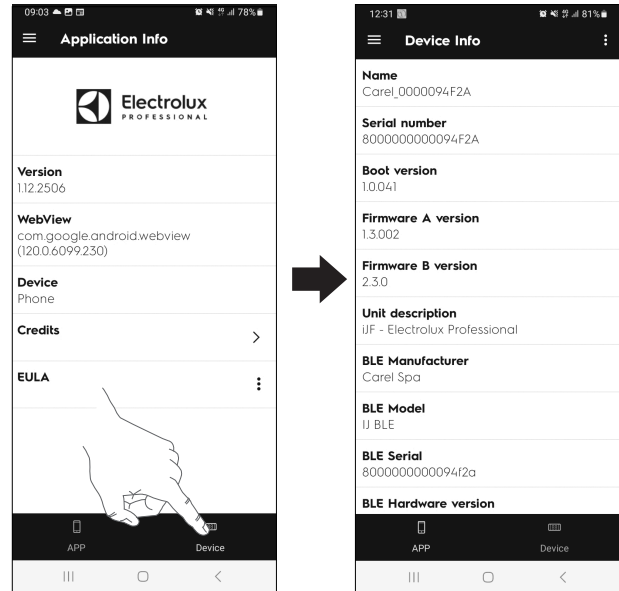 09:03
78%
Application Info
Electrolux
PROFESSIONAL
Version
1.12.2506
WebView
com.google.android.webview
(120.0.6099.230)
Device
Phone
Credits
EULA
APP
Device
12:31
81%
Device Info
Name
Carel_0000094F2A
Serial number
8000000000094F2A
Boot version
1.0.041
Firmware A version
1.3.002
Firmware B version
2.3.0
Unit description
iJF - Electrolux Professional
BLE Manufacturer
Carel Spa
BLE Model
IJ BLE
BLE Serial
8000000000094f2a
BLE Hardware version
APP
Device